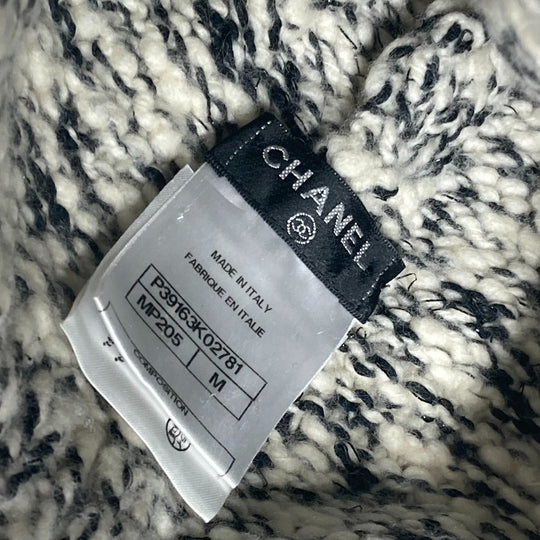 CHANEL
MADE IN ITALY
FABRIQUE EN ITALIE
P39163K02781
MP205 M
COMPOSITION